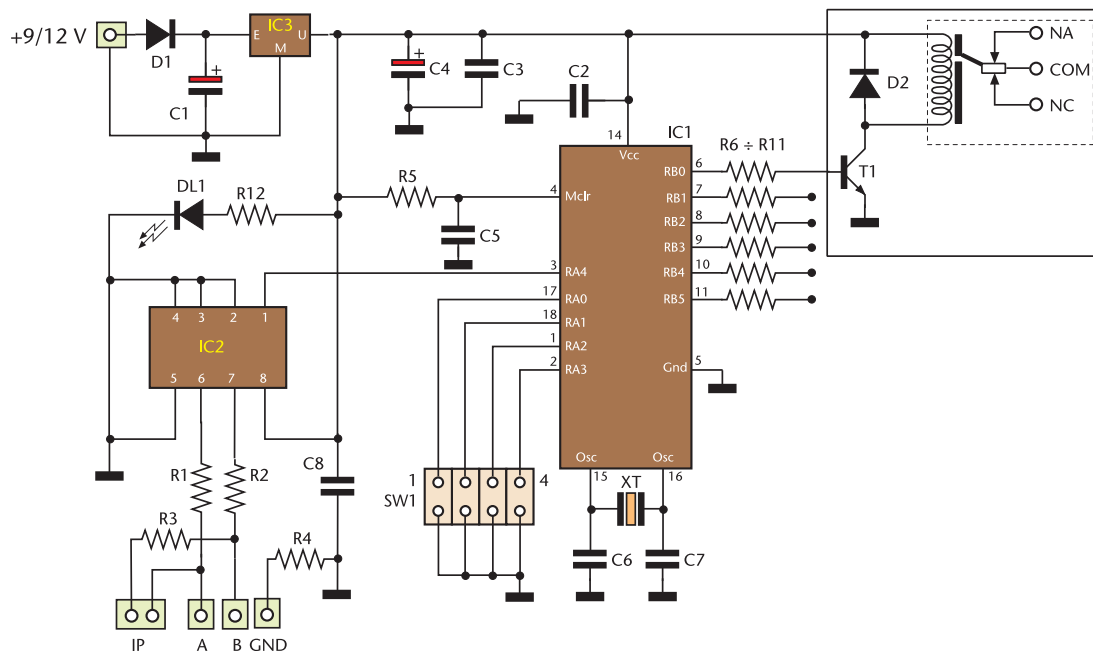 +9/12 V
D1
+
C1
E
IC3
U
M
+
C4
C3
C2
D2
NA
COM
NC
T1
IC1
14
Vcc
R6 ÷ R11
RB0
6
RB1
7
RB2
8
RB3
9
RB4
10
RB5
11
Gnd
5
4
Mclr
3
RA4
17
RA0
18
RA1
1
RA2
2
RA3
Osc
15
Osc
16
XT
C6
C7
R5
C5
DL1
R12
4
3
2
1
IC2
5
6
7
8
R1
R2
R3
C8
R4
1
SW1
4
IP
A
B
GND